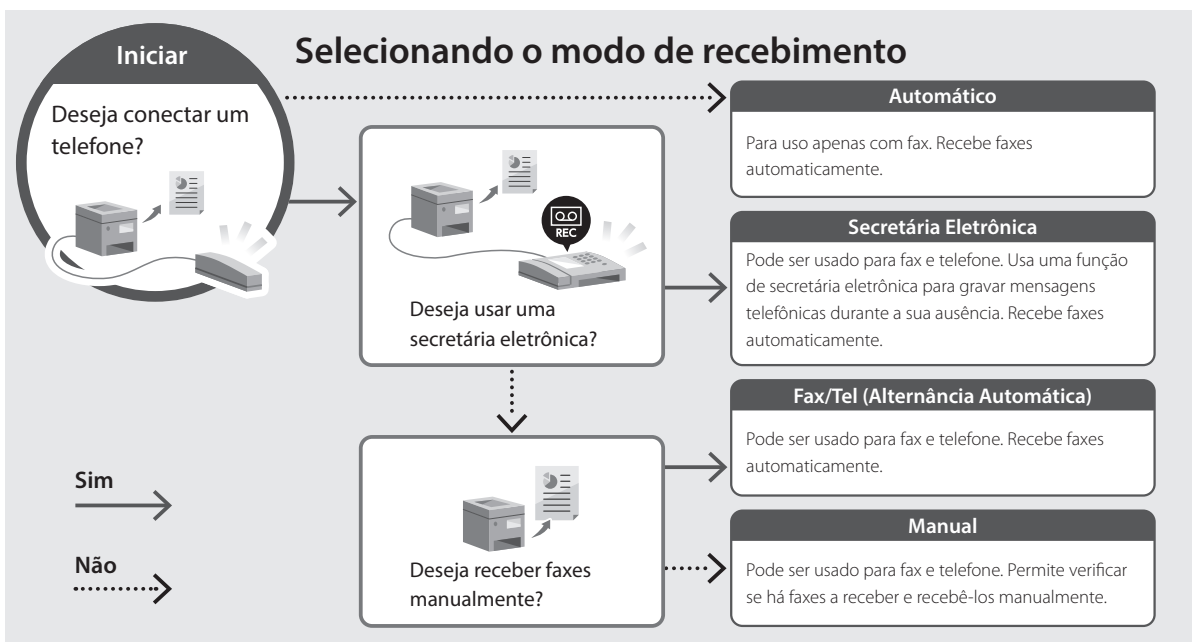 Iniciar
Selecionando o modo de recebimento
Deseja conectar um
telefone?
REC
Deseja usar uma
secretária eletrônica?
Deseja receber faxes
manualmente?
Automático
Para uso apenas com fax. Recebe faxes
automaticamente.
Secretária Eletrônica
Pode ser usado para fax e telefone. Usa uma função
de secretária eletrônica para gravar mensagens
telefônicas durante a sua ausência. Recebe faxes
automaticamente.
Fax/Tel (Alternância Automática)
Pode ser usado para fax e telefone. Recebe faxes
automaticamente.
Manual
Pode ser usado para fax e telefone. Permite verificar
se há faxes a receber e recebê-los manualmente.
Sim
Não